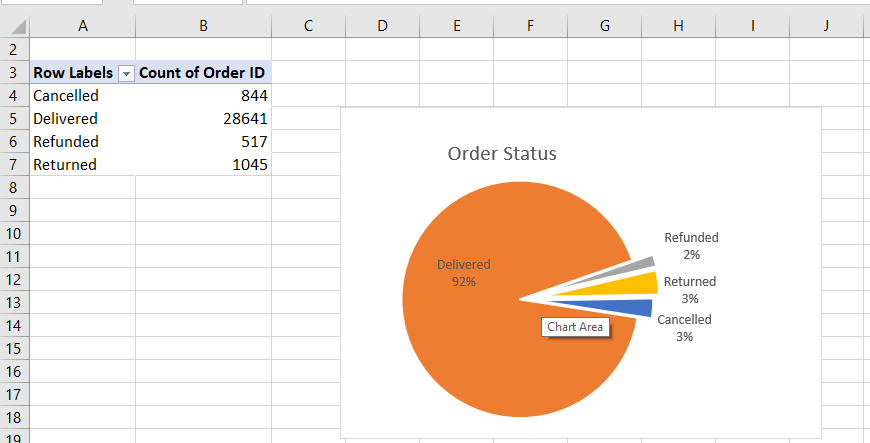 A B C D E F G H I J
2
3 Row Labels Count of Order ID
4 Cancelled 844
5 Delivered 28641
6 Refunded 517
7 Returned 1045
8
9
10
11
12
13
14
15
16
17
18
19
Order Status
Delivered
92%
Refunded
2%
Returned
3%
Cancelled
3%
Chart Area